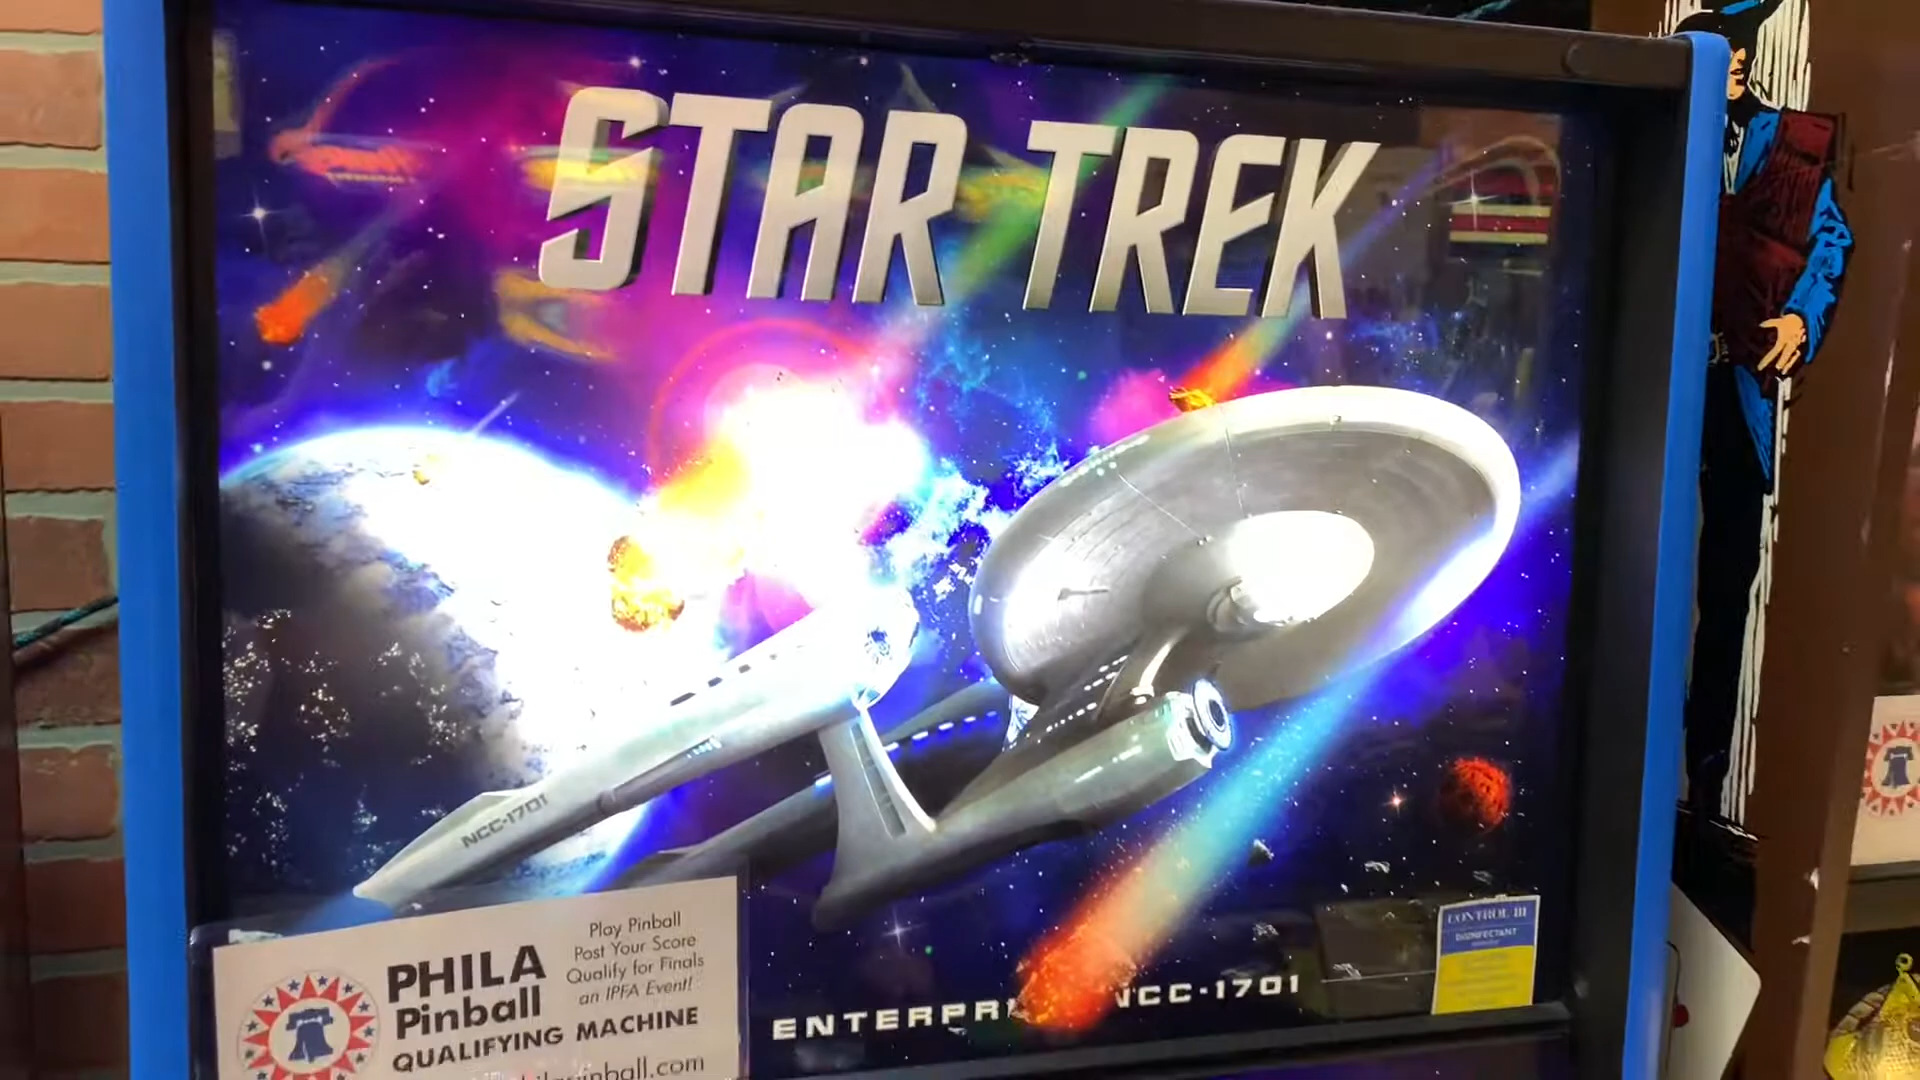 STAR TREK
NCC-1701
PHILA
Pinball
QUALIFYING MACHINE
Play Pinball
Post Your Score
Qualify for Finals
an IPFA Event!
ENTERPRI NCC-1701
CONTROL III
DISINFECTANT